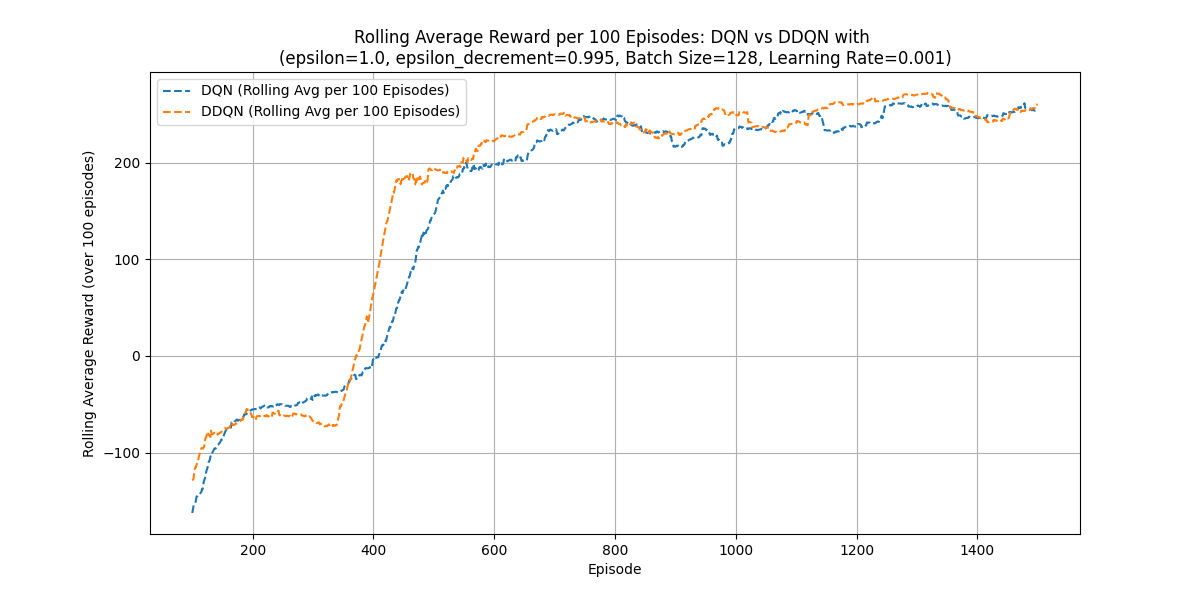 Rolling Average Reward per 100 Episodes: DQN vs DDQN with
(epsilon=1.0, epsilon_decrement=0.995, Batch Size=128, Learning Rate=0.001)
DQN (Rolling Avg per 100 Episodes)
DDQN (Rolling Avg per 100 Episodes)
Rolling Average Reward (over 100 episodes)
200
100
0
−100
200 400 600 800 1000 1200 1400
Episode